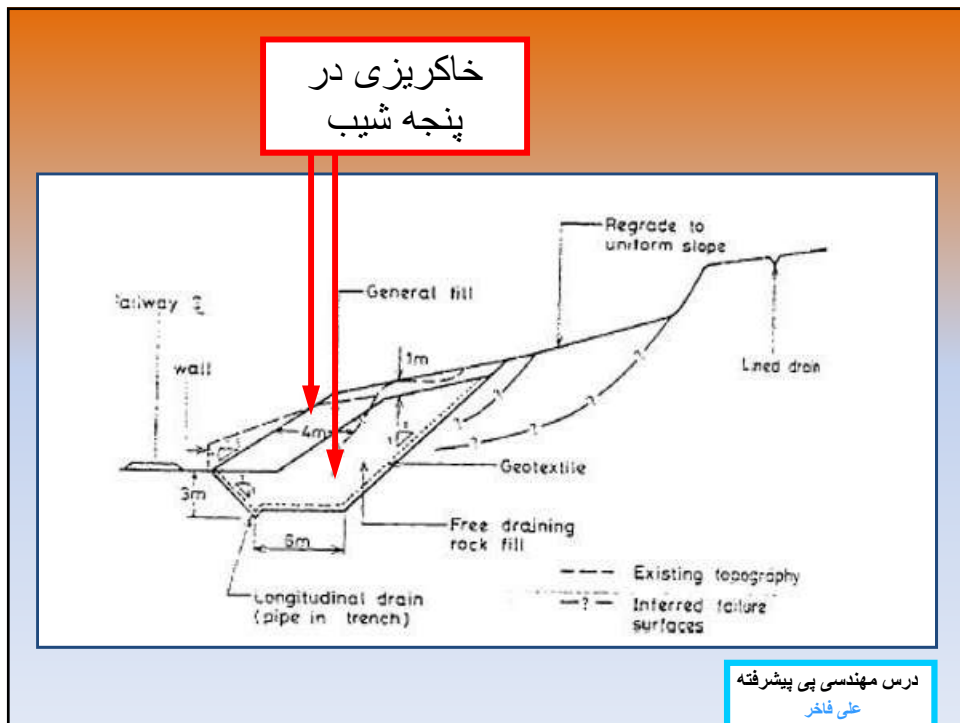 خاکریزی در
پنجه شیب
Regrade to
uniform slope
General fill
wall
1m
Lined drain
4m
Geotextile
3m
Free draining
rock fill
6m
Existing topography
Longitudinal drain
(pipe in trench)
Inferred failure
surfaces
?
?
?
?
?
?
?
درس مهندسی پی پیشرفته
علی فاخر